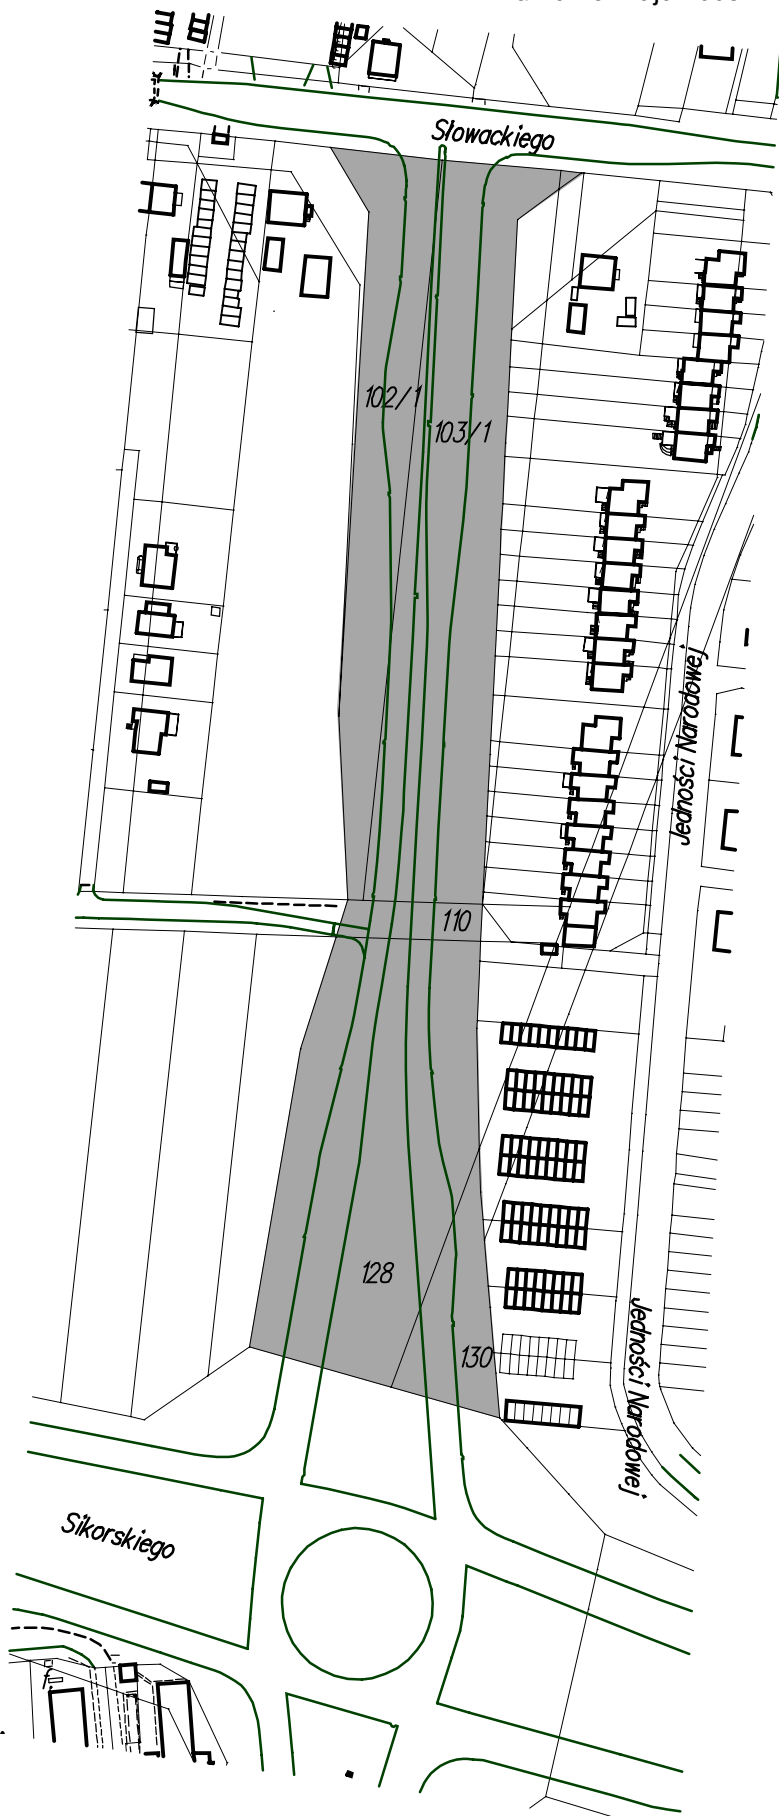 Słowackiego
102/1
103/1
Jedności Narodowej
110
128
130
Jedności Narodowej
Sikorskiego